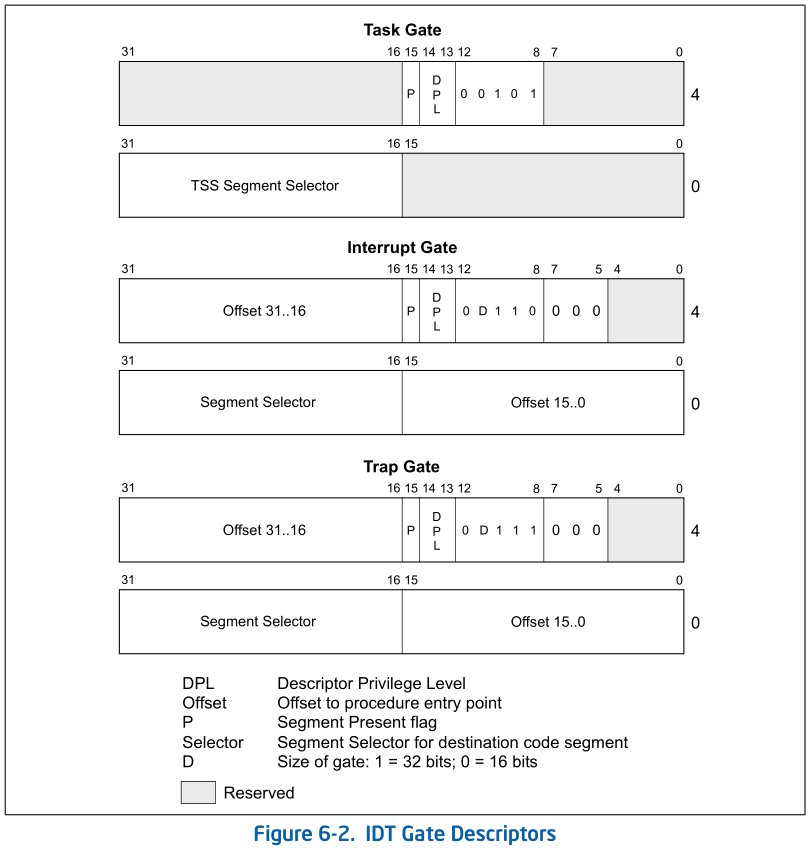 Task Gate
31 16 15 14 13 12 8 7 0
P D P L 0 0 1 0 1 4
31 16 15 0
TSS Segment Selector 0
Interrupt Gate
31 16 15 14 13 12 8 7 5 4 0
Offset 31..16 P D P L 0 D 1 1 0 0 0 0 4
31 16 15 0
Segment Selector Offset 15..0 0
Trap Gate
31 16 15 14 13 12 8 7 5 4 0
Offset 31..16 P D P L 0 D 1 1 1 0 0 0 4
31 16 15 0
Segment Selector Offset 15..0 0
DPL Descriptor Privilege Level
Offset Offset to procedure entry point
P Segment Present flag
Selector Segment Selector for destination code segment
D Size of gate: 1 = 32 bits; 0 = 16 bits
Reserved
Figure 6-2. IDT Gate Descriptors